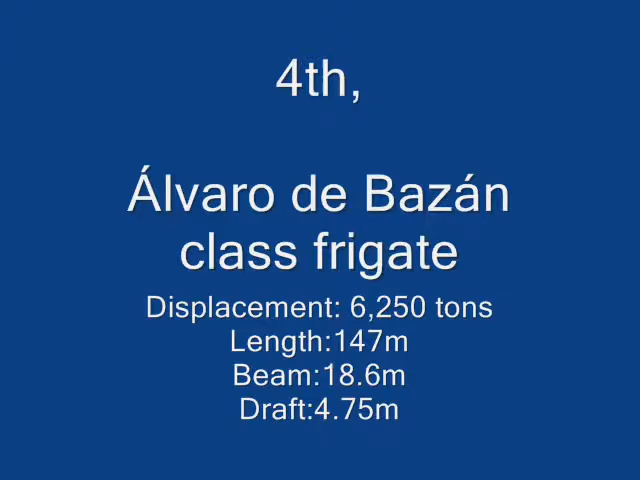 4th,
Álvaro de Bazán
class frigate
Displacement: 6,250 tons
Length:147m
Beam:18.6m
Draft:4.75m